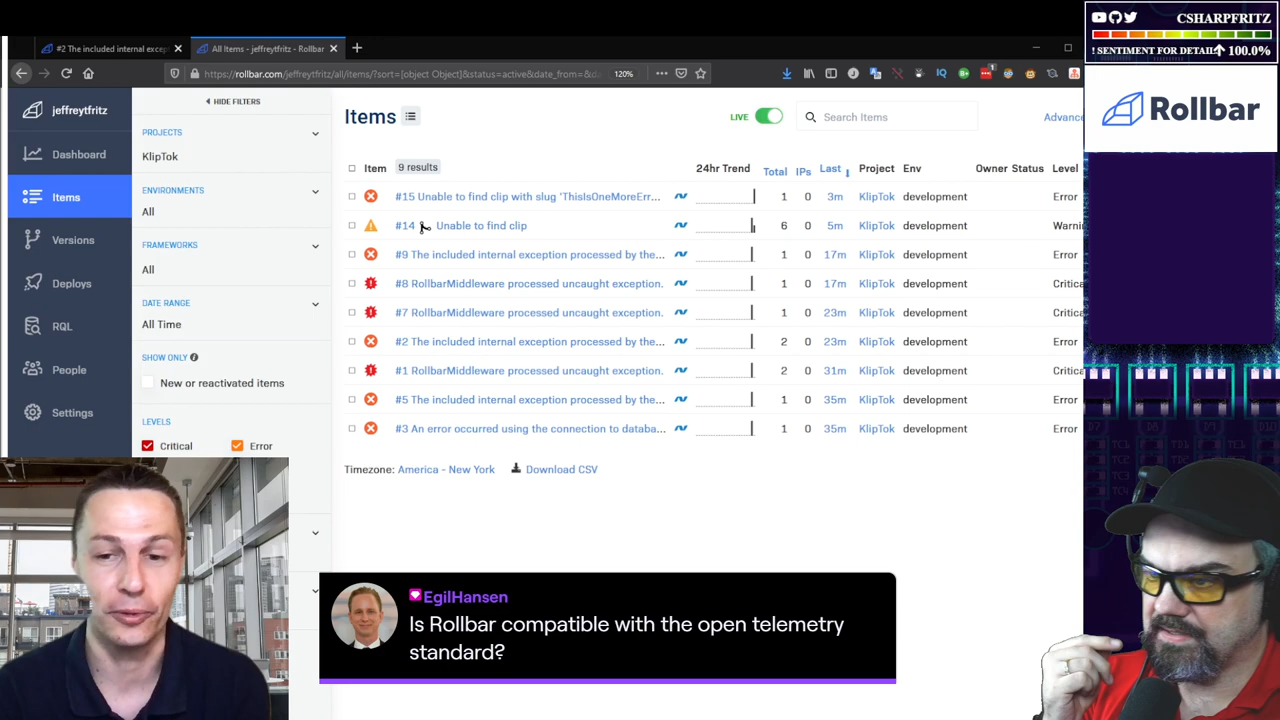 #2 The included internal excep
All Items - jeffreytfritz - Rollbar
https://rollbar.com/jeffreytfritz/all/items/?sort=[object Object]&status=active&date_from=&d
120%
CSHARPFRITZ
! SENTIMENT FOR DETAIL 100.0%
Rollbar
jeffreytfritz
Dashboard
Items
Versions
Deploys
RQL
People
Settings
HIDE FILTERS
PROJECTS
KlipTok
ENVIRONMENTS
All
FRAMEWORKS
All
DATE RANGE
All Time
SHOW ONLY
New or reactivated items
LEVELS
Critical Error
Items LIVE Search Items Advanc
Item 9 results 24hr Trend Total IPs Last Project Env Owner Status Level
#15 Unable to find clip with slug 'ThisIsOneMoreErr... 1 0 3m KlipTok development Error
#14 Unable to find clip 6 0 5m KlipTok development Warni
#9 The included internal exception processed by the... 1 0 17m KlipTok development Error
#8 RollbarMiddleware processed uncaught exception. 1 0 17m KlipTok development Critica
#7 RollbarMiddleware processed uncaught exception. 1 0 23m KlipTok development Critica
#2 The included internal exception processed by the... 2 0 23m KlipTok development Error
#1 RollbarMiddleware processed uncaught exception. 2 0 31m KlipTok development Critica
#5 The included internal exception processed by the... 1 0 35m KlipTok development Error
#3 An error occurred using the connection to databa... 1 0 35m KlipTok development Error
Timezone: America - New York Download CSV
EgilHansen
Is Rollbar compatible with the open telemetry
standard?